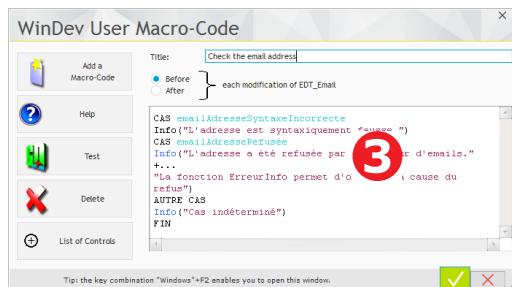 WinDev User Macro-Code
Add a
Macro-Code
Help
Test
Delete
List of Controls
Title: Check the email address
Before
After
each modification of EDT_Email
CAS emailAdresseSyntaxeIncorrecte
Info("L'adresse est syntaxiquement fausse.")
CAS emailAdresseRefusée
Info("L'adresse a été refusée par r d'emails."
+...
"La fonction ErreurInfo permet d'o cause du
refus")
AUTRE CAS
Info("Cas indéterminé")
FIN
3
Tip: the key combination "Windows"+F2 enables you to open this window.